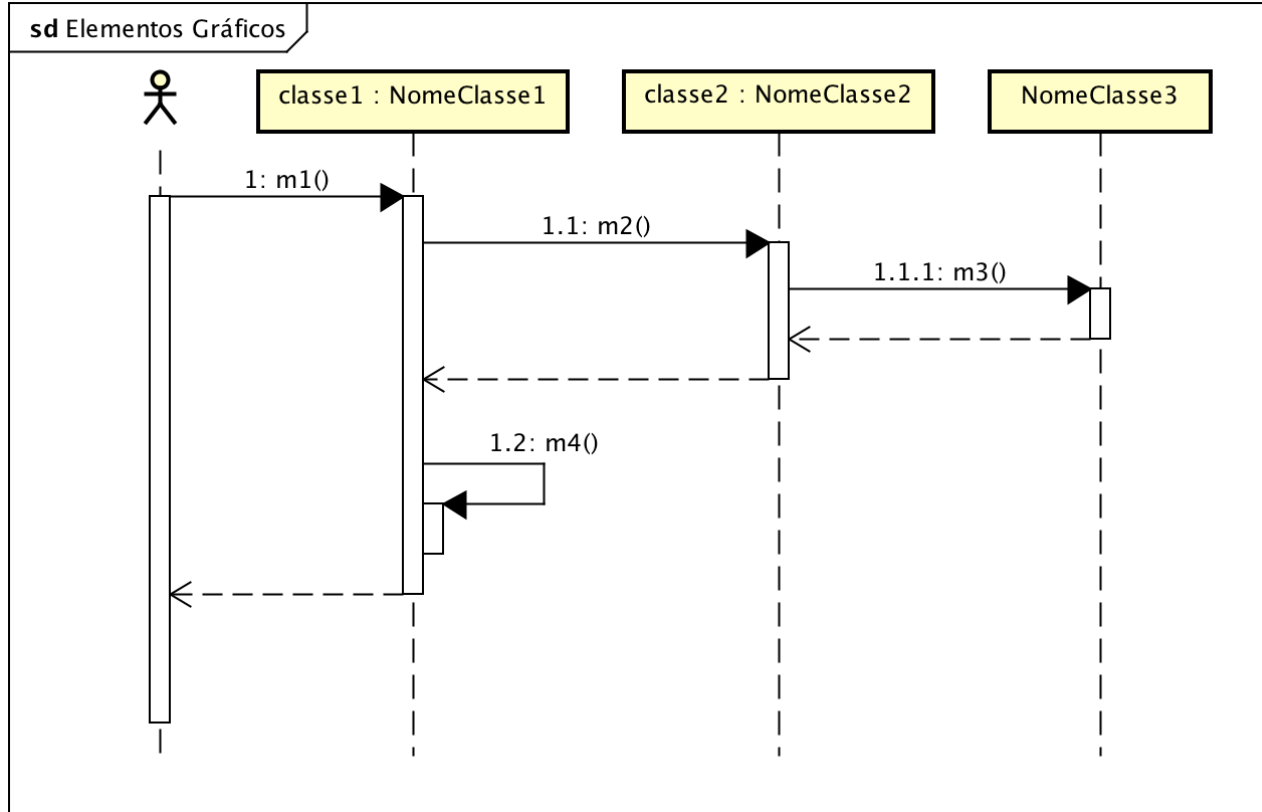 sd Elementos Gráficos
classe1 : NomeClasse1
classe2 : NomeClasse2
NomeClasse3
1: m1()
1.1: m2()
1.1.1: m3()
1.2: m4()